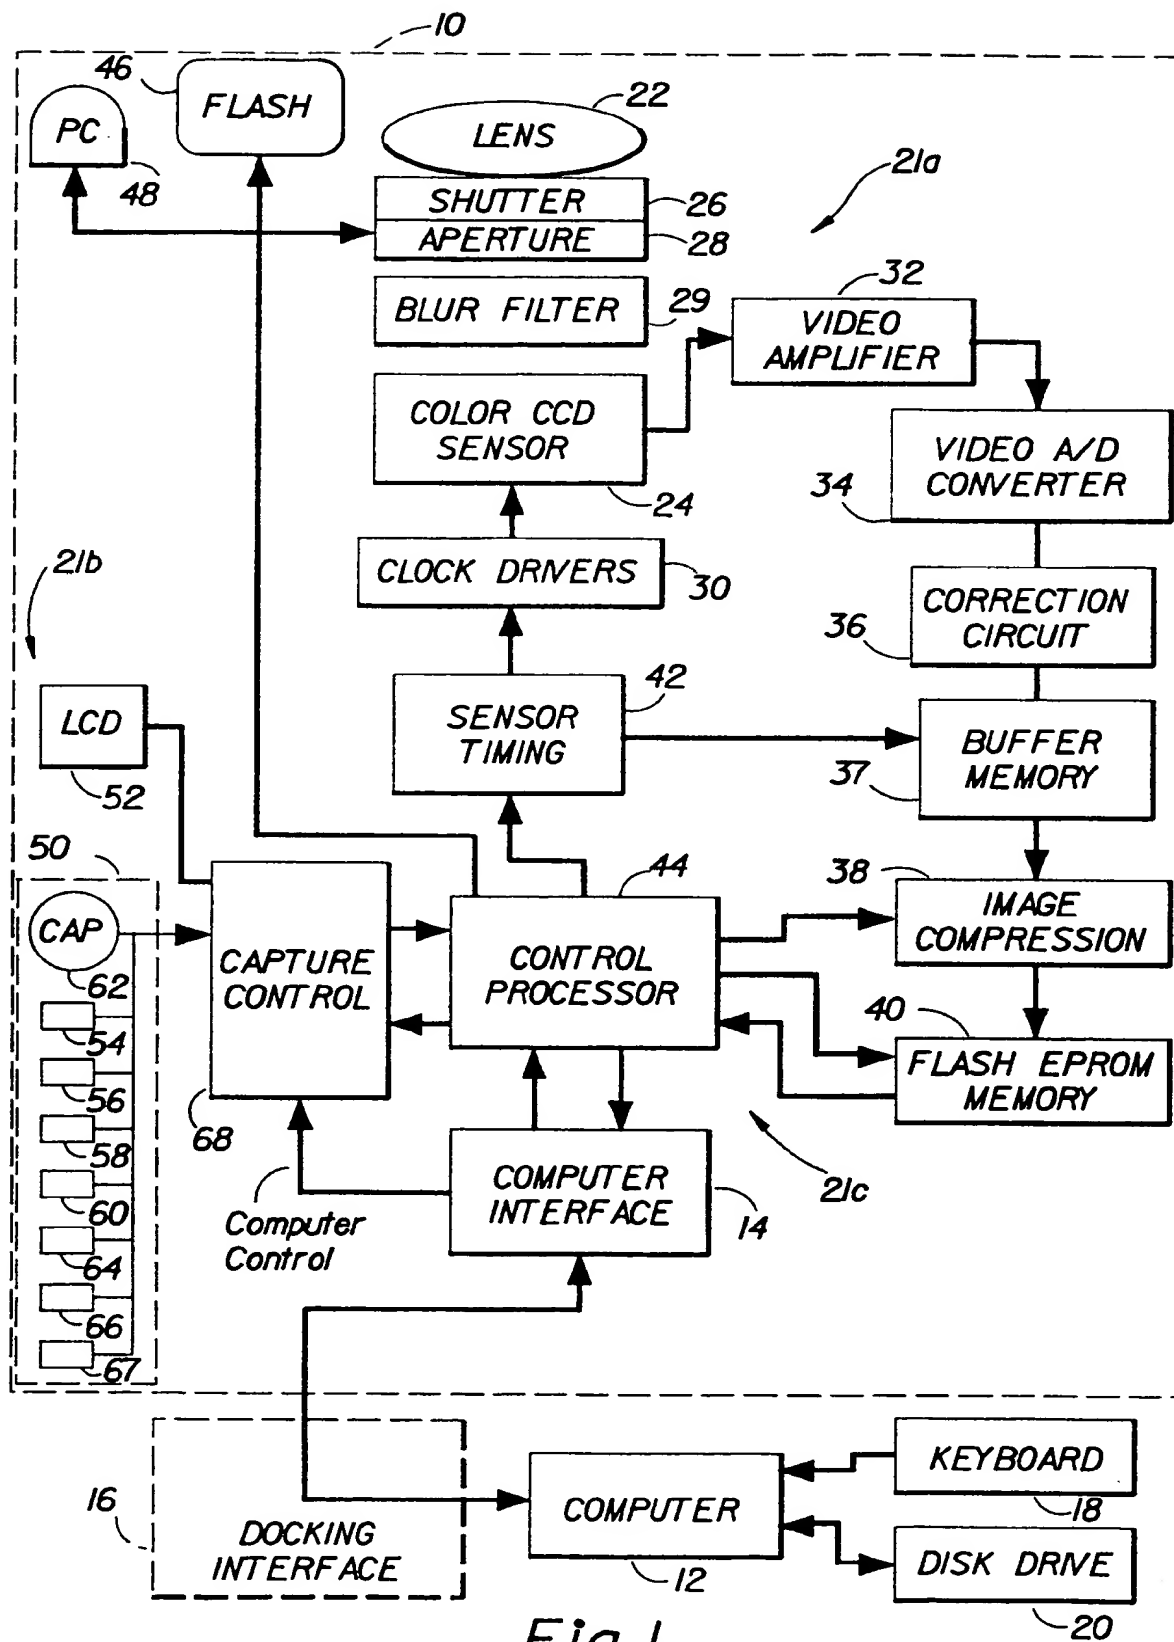 10
46
FLASH
22
PC
LENS
48
21a
SHUTTER
26
APERTURE
28
32
BLUR FILTER
29
VIDEO
AMPLIFIER
COLOR CCD
SENSOR
VIDEO A/D
CONVERTER
24
34
21b
CLOCK DRIVERS
30
CORRECTION
CIRCUIT
36
42
LCD
SENSOR
TIMING
BUFFER
MEMORY
37
52
50
44
38
CAP
IMAGE
COMPRESSION
CAPTURE
CONTROL
CONTROL
PROCESSOR
62
54
40
FLASH EPROM
MEMORY
56
68
58
COMPUTER
INTERFACE
21c
14
60
Computer
Control
64
66
67
KEYBOARD
18
16
COMPUTER
DOCKING
INTERFACE
12
DISK DRIVE
20
Fig. 1